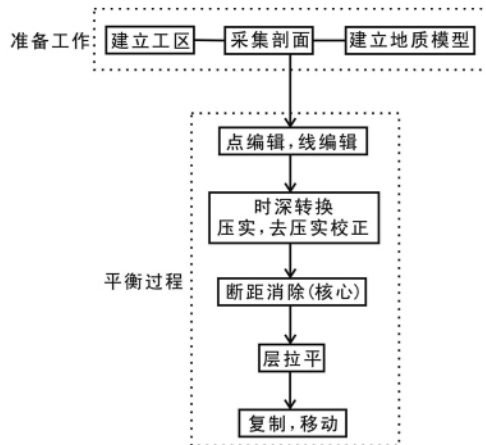 准备工作 建立工区 采集剖面 建立地质模型
点编辑,线编辑
时深转换
压实,去压实校正
平衡过程
断距消除(核心)
层拉平
复制,移动